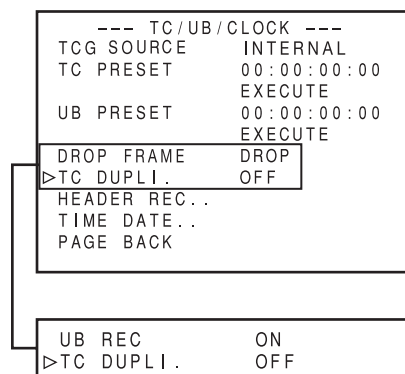 --- TC/UB/CLOCK ---
TCG SOURCE INTERNAL
TC PRESET 00:00:00:00
EXECUTE
UB PRESET 00:00:00:00
EXECUTE
DROP FRAME DROP
▷TC DUPLI. OFF
HEADER REC..
TIME DATE..
PAGE BACK
UB REC ON
▷TC DUPLI. OFF